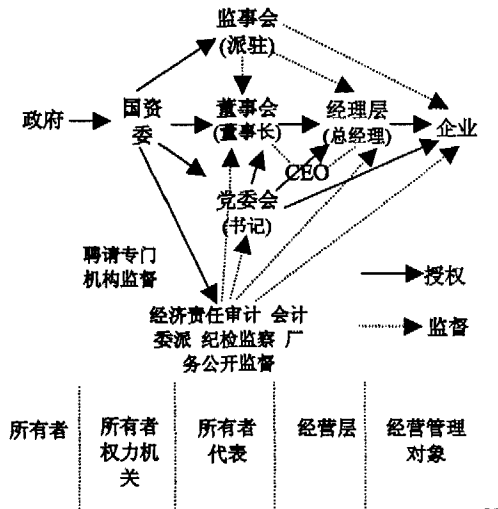 监事会
(派驻)
政府
国资
委
董事会
(董事长)
经理层
(总经理)
企业
CEO
党委会
(书记)
聘请专门
机构监督
授权
经济责任审计 会计
委派 纪检监察 厂
务公开监督
监督
所有者
所有者
权力机
关
所有者
代表
经营层
经营管理
对象